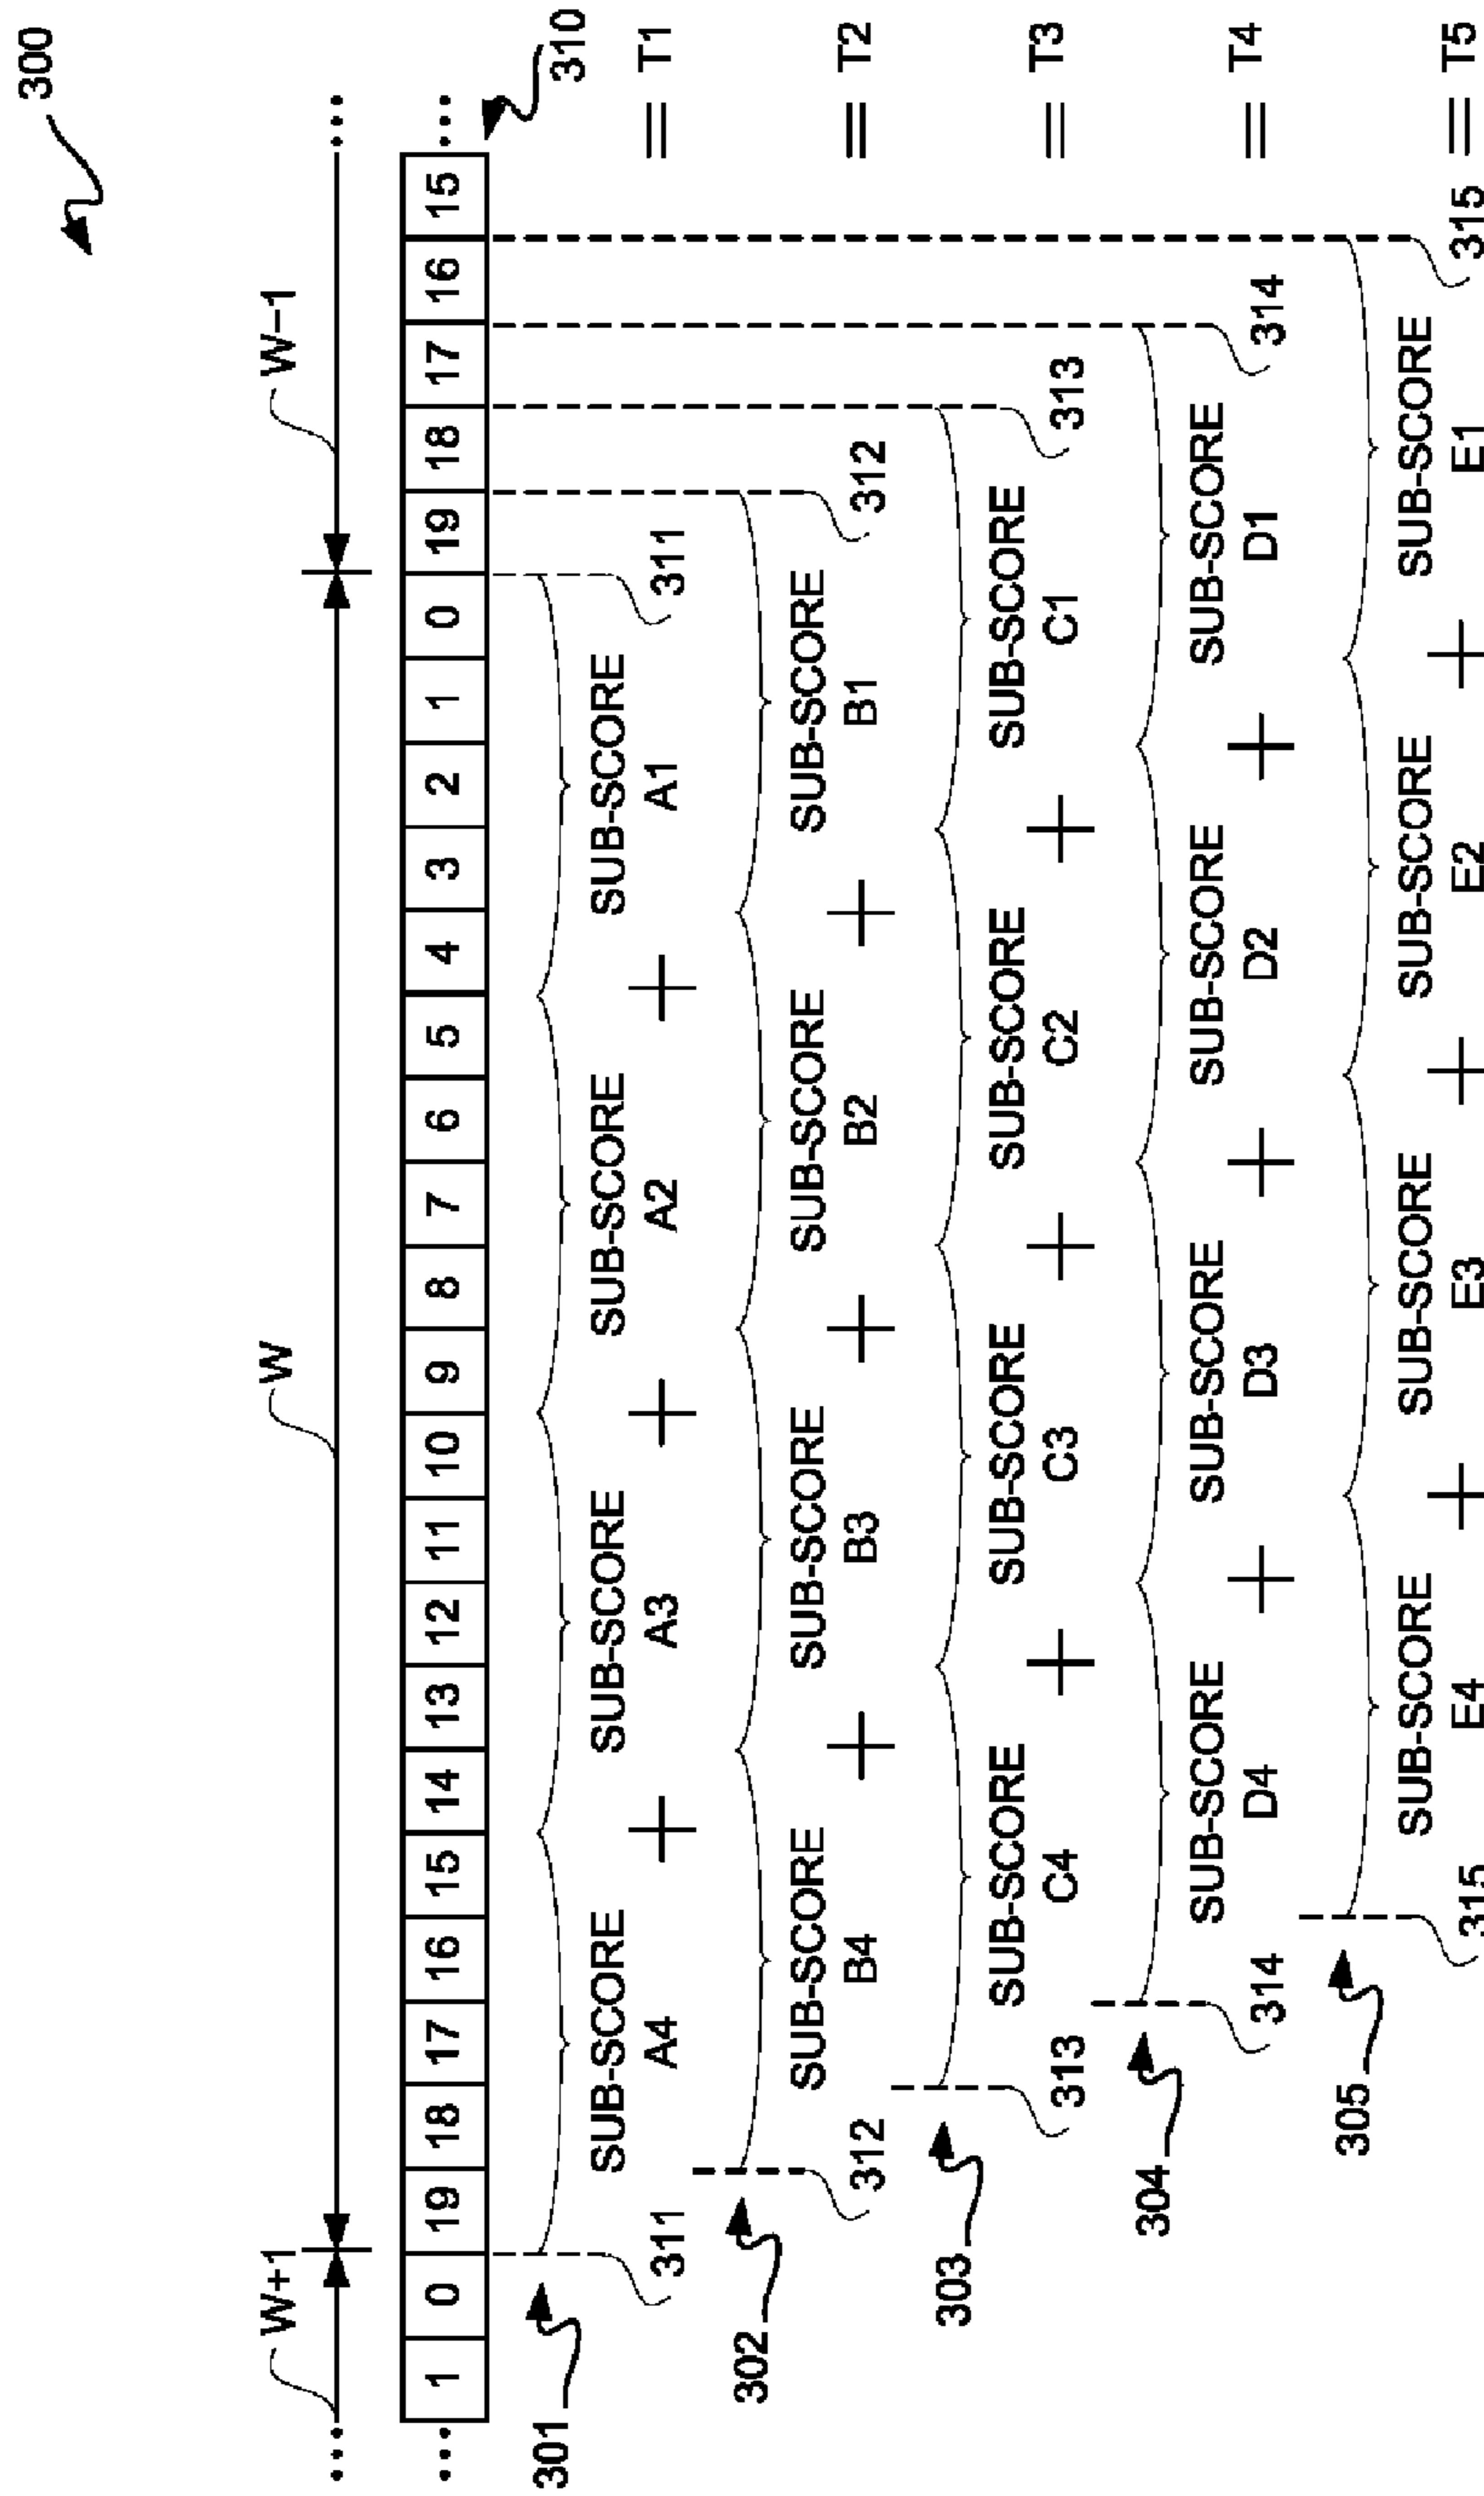 300
W+1 W W-1
... ...
... 1 0 19 18 17 16 15 14 13 12 11 10 9 8 7 6 5 4 3 2 1 0 19 18 17 16 15 ...
310
301
SUB-SCORE SUB-SCORE SUB-SCORE SUB-SCORE
311 A4 + A3 + A2 + A1 311 = T1
302
SUB-SCORE SUB-SCORE SUB-SCORE SUB-SCORE
312 B4 + B3 + B2 + B1 312 = T2
303
SUB-SCORE SUB-SCORE SUB-SCORE SUB-SCORE
313 C4 + C3 + C2 + C1 313 = T3
304
SUB-SCORE SUB-SCORE SUB-SCORE SUB-SCORE
314 D4 + D3 + D2 + D1 314 = T4
305
SUB-SCORE SUB-SCORE SUB-SCORE SUB-SCORE
315 E4 + E3 + E2 + E1 315 = T5